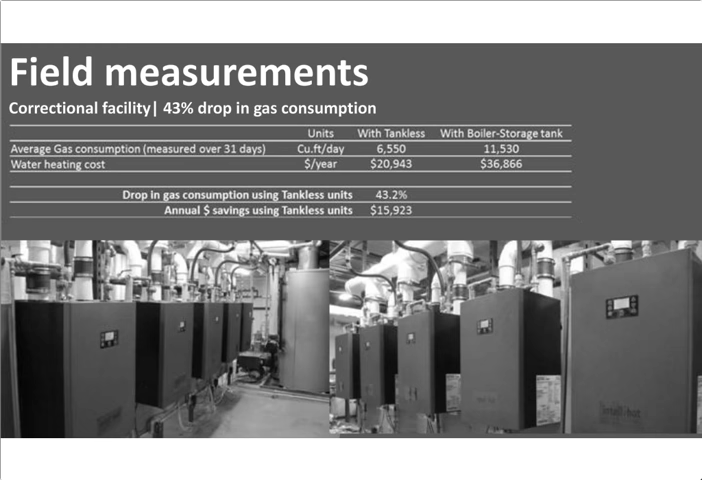 Field measurements
Correctional facility| 43% drop in gas consumption
Units With Tankless With Boiler-Storage tank
Average Gas consumption (measured over 31 days) Cu.ft/day 6,550 11,530
Water heating cost $/year $20,943 $36,866
Drop in gas consumption using Tankless units 43.2%
Annual $ savings using Tankless units $15,923